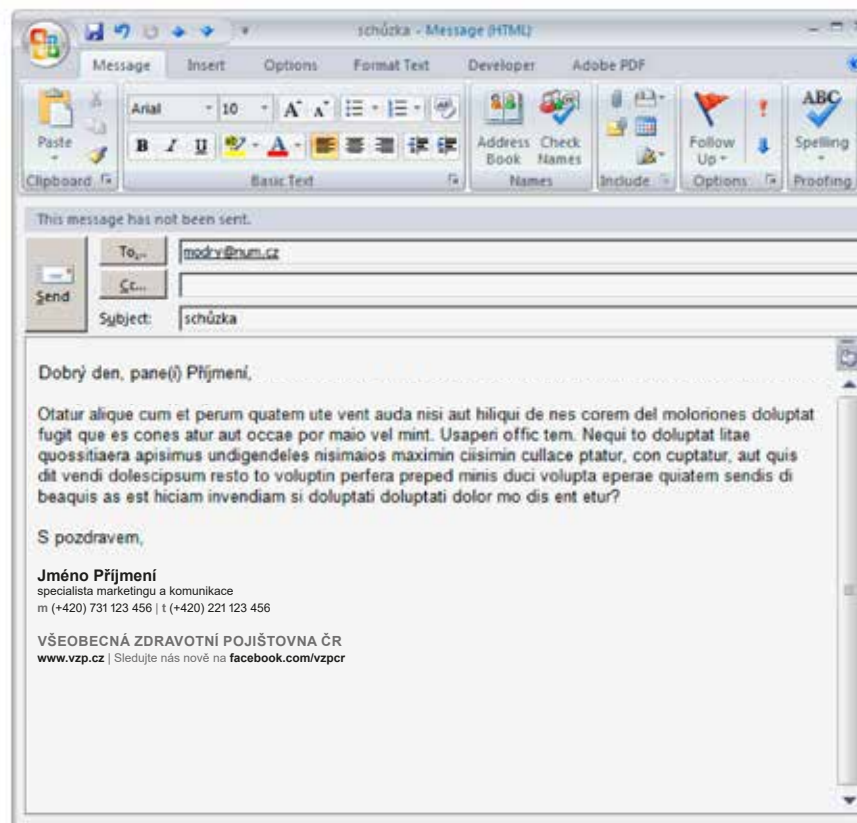 schůzka - Message (HTML)
Message Insert Options Format Text Developer Adobe PDF
Paste
Arial 10
B I U
Address Book
Check Names
Follow Up
ABC
Spelling
Clipboard Basic Text Names Include Options Proofing
This message has not been sent.
To... modry@num.cz
Send
Cc...
Subject: schůzka
Dobrý den, pane(i) Příjmení,
Otatur alique cum et perum quatem ute vent auda nisi aut hiliqui de nes corem del moloriones doluptat
fugit que es cones atur aut occae por maio vel mint. Usaperi offic tem. Nequi to doluptat litae
quossitiaera apisimus undigendeles nisimaios maximin ciisimin cullace ptatur, con cuptatur, aut quis
dit vendi dolescipsum resto to voluptin perfera preped minis duci volupta eperae quiatem sendis di
beaquis as est hiciam invendiam si doluptati doluptati dolor mo dis ent etur?
S pozdravem,
Jméno Příjmení
specialista marketingu a komunikace
m (+420) 731 123 456 | t (+420) 221 123 456
VŠEOBECNÁ ZDRAVOTNÍ POJIŠTOVNA ČR
www.vzp.cz | Sledujte nás nově na facebook.com/vzpcr